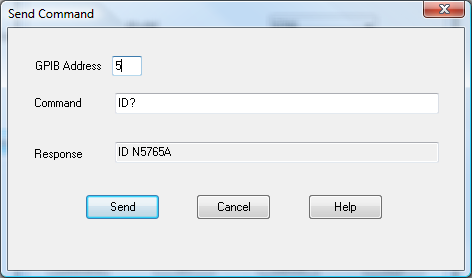 Send Command
GPIB Address 5
Command ID?
Response ID N5765A
Send Cancel Help